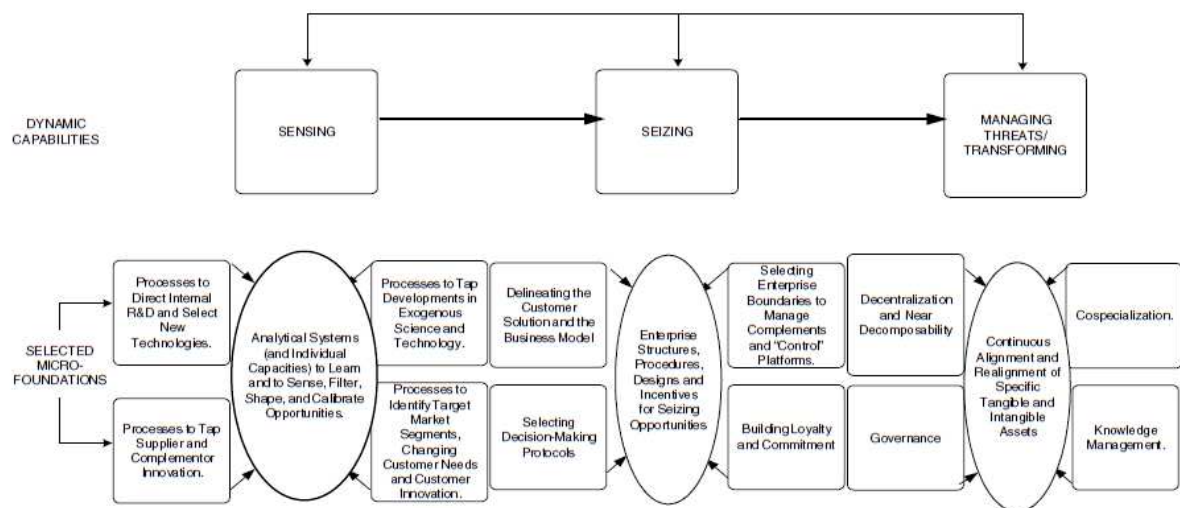 DYNAMIC
CAPABILITIES
SENSING
SEIZING
MANAGING
THREATS/
TRANSFORMING
SELECTED
MICRO-
FOUNDATIONS
Processes to
Direct Internal
R&D and Select
New
Technologies.
Processes to Tap
Supplier and
Complementor
Innovation.
Analytical Systems
(and Individual
Capacities) to Learn
and to Sense, Filter,
Shape, and Calibrate
Opportunities.
Processes to Tap
Developments in
Exogenous
Science and
Technology.
Processes to
Identify Target
Market
Segments,
Changing
Customer Needs
and Customer
Innovation.
Delineating the
Customer
Solution and the
Business Model
Selecting
Decision-Making
Protocols
Enterprise
Structures,
Procedures,
Designs and
Incentives
for Seizing
Opportunities
Selecting
Enterprise
Boundaries to
Manage
Complements
and “Control”
Platforms.
Building Loyalty
and Commitment
Decentralization
and Near
Decomposability
Governance
Continuous
Alignment and
Realignment of
Specific
Tangible and
Intangible
Assets
Cospecialization.
Knowledge
Management.